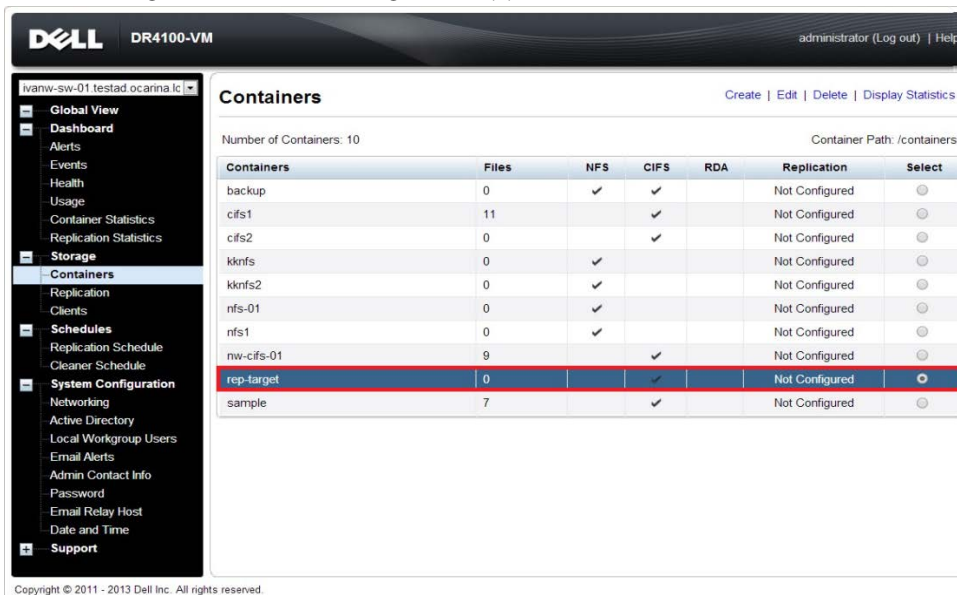 DELL DR4100-VM administrator (Log out) | Help
ivanw-sw-01.testad.ocarina.lc
Global View
Dashboard
Alerts
Events
Health
Usage
Container Statistics
Replication Statistics
Storage
Containers
Replication
Clients
Schedules
Replication Schedule
Cleaner Schedule
System Configuration
Networking
Active Directory
Local Workgroup Users
Email Alerts
Admin Contact Info
Password
Email Relay Host
Date and Time
Support
Containers Create | Edit | Delete | Display Statistics
Number of Containers: 10 Container Path: /containers
Containers Files NFS CIFS RDA Replication Select
backup 0 ✓ ✓ Not Configured
cifs1 11 ✓ Not Configured
cifs2 0 ✓ Not Configured
kknfs 0 ✓ Not Configured
kknfs2 0 ✓ Not Configured
nfs-01 0 ✓ Not Configured
nfs1 0 ✓ Not Configured
nw-cifs-01 9 ✓ Not Configured
rep-target 0 ✓ Not Configured
sample 7 ✓ Not Configured
Copyright © 2011 - 2013 Dell Inc. All rights reserved.